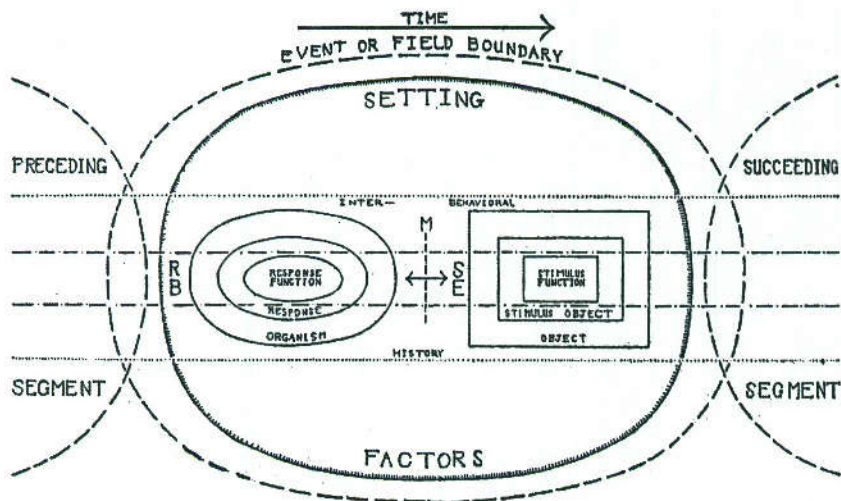 TIME
EVENT OR FIELD BOUNDARY
SETTING
PRECEDING
SUCCEEDING
INTER-
BEHAVIORAL
M
R
B
S
E
RESPONSE
FUNCTION
RESPONSE
ORGANISM
STIMULUS
FUNCTION
STIMULUS OBJECT
OBJECT
HISTORY
SEGMENT
SEGMENT
FACTORS